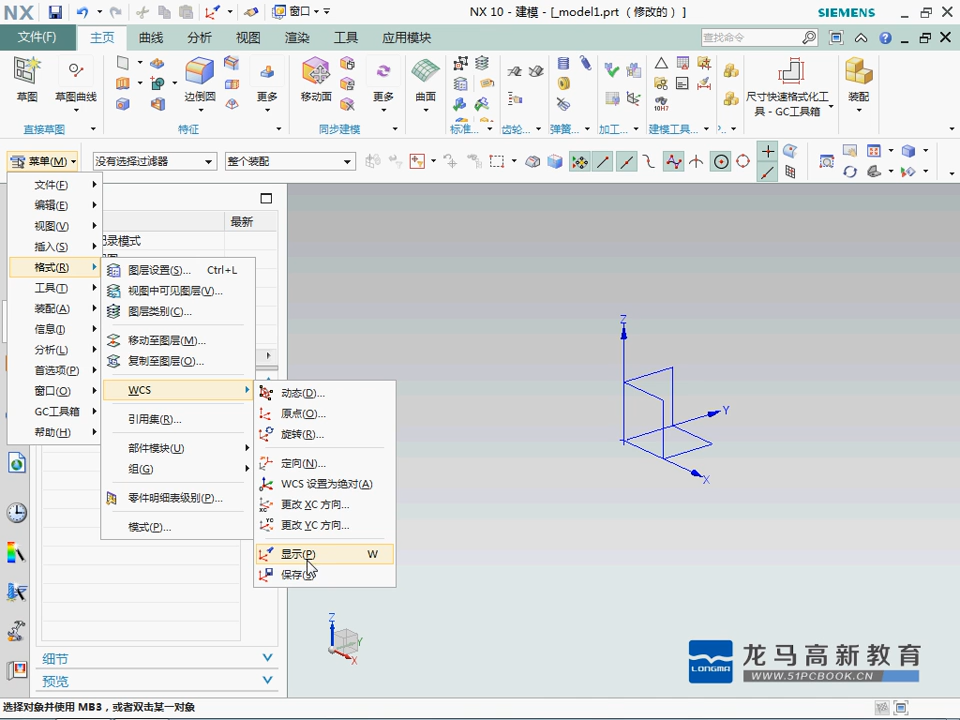 NX
窗口
NX 10 - 建模 - [_model1.prt （修改的）]
SIEMENS
文件(F)
主页
曲线
分析
视图
渲染
工具
应用模块
查找命令
草图
草图曲线
边倒圆
更多
移动面
更多
曲面
尺寸快速格式化工
具 - GC工具箱
装配
直接草图
特征
同步建模
标准...
齿轮...
弹簧...
加工...
建模工具...
菜单(M)
没有选择过滤器
整个装配
文件(F)
编辑(E)
视图(V)
插入(S)
格式(R)
工具(T)
装配(A)
信息(I)
分析(L)
首选项(P)
窗口(O)
GC工具箱
帮助(H)
最新
记录模式
图层设置(S)... Ctrl+L
视图中可见图层(V)...
图层类别(C)...
移动至图层(M)...
复制至图层(O)...
WCS
引用集(R)...
部件模块(U)
组(G)
零件明细表级别(P)...
模式(P)...
动态(D)...
原点(O)...
旋转(R)...
定向(N)...
WCS 设置为绝对(A)
更改 XC 方向...
更改 YC 方向...
显示(P) W
保存(S)
Z
Y
X
Z
Y
X
细节
预览
龙马高新教育
LONGMA
WWW.51PCBOOK.CN
选择对象并使用 MB3，或者双击某一对象